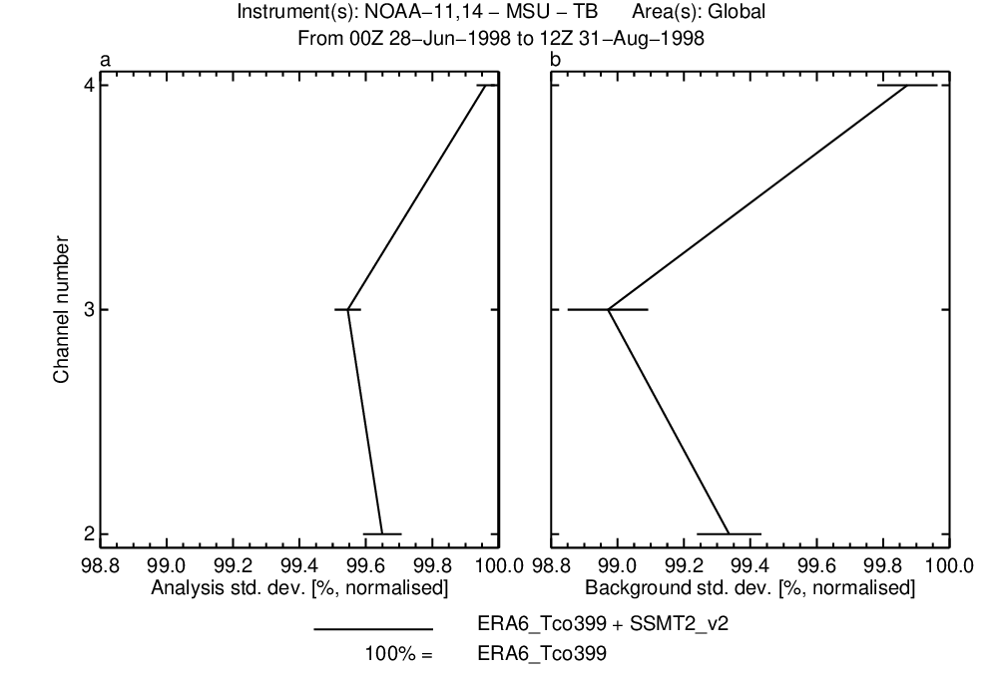 Instrument(s): NOAA−11,14 − MSU − TB Area(s): Global
From 00Z 28−Jun−1998 to 12Z 31−Aug−1998
a b
4
3
2
Channel number
98.8 99.0 99.2 99.4 99.6 99.8 100.0 98.8 99.0 99.2 99.4 99.6 99.8 100.0
Analysis std. dev. [%, normalised] Background std. dev. [%, normalised]
ERA6_Tco399 + SSMT2_v2
100% = ERA6_Tco399